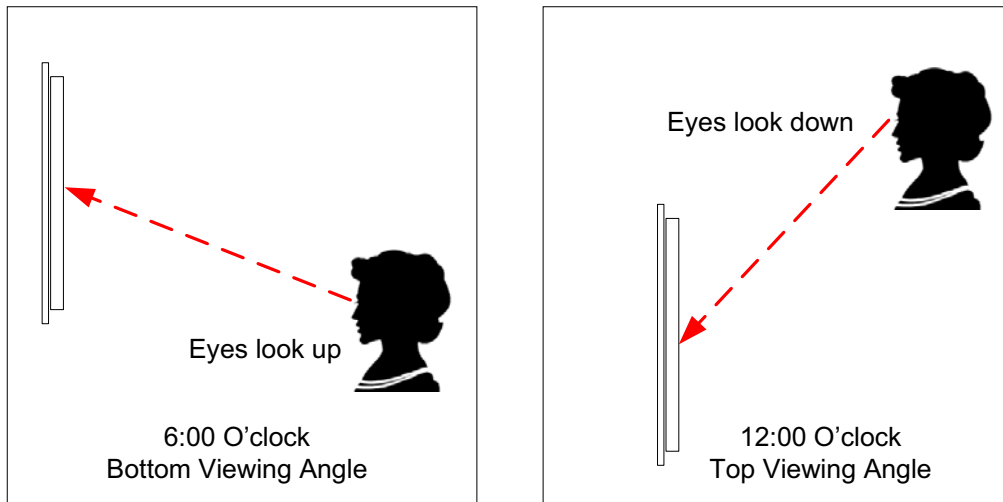 Eyes look up
6:00 O’clock
Bottom Viewing Angle
Eyes look down
12:00 O’clock
Top Viewing Angle